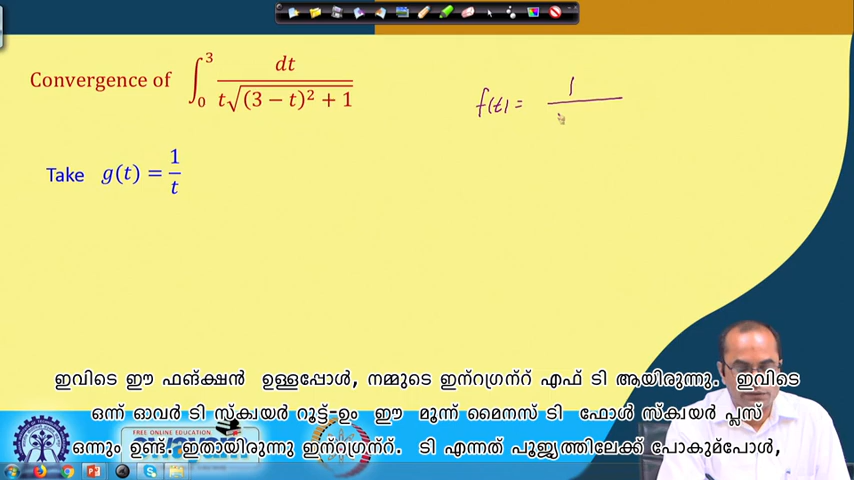 Convergence of ∫₀³ dt / t√((3 − t)² + 1)
f(t) = 1
Take g(t) = 1/t
ഇവിടെ ഈ ഫങ്ക്ഷൻ ഉള്ളപ്പോൾ, നമ്മുടെ ഇന്റഗ്രന്റ് എഫ് ടി ആയിരുന്നു. ഇവിടെ
ഒന്ന് ഓവർ ടി സ്ക്വയർ റൂട്ട്-ഉം ഈ മൂന്ന് മൈനസ് ടി ഫോൾ സ്ക്വയർ പ്ലസ്
ഒന്നും ഉണ്ട്. ഇതായിരുന്നു ഇന്റഗ്രന്റ്. ടി എന്നത് പൂജ്യത്തിലേക്ക് പോകുമ്പോൾ,
FREE ONLINE EDUCATION
swayam